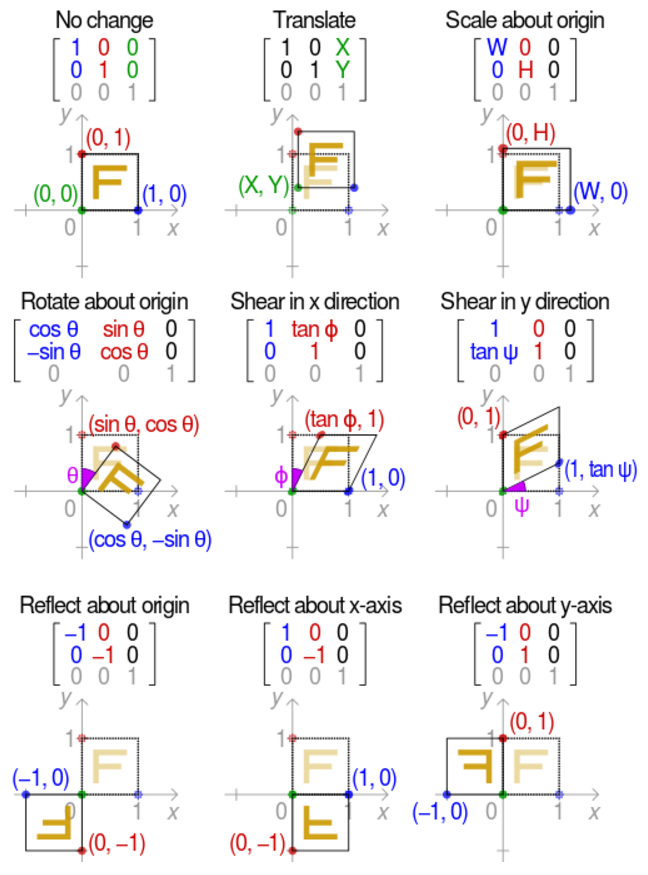 No change
1 0 0
0 1 0
0 0 1
y
(0, 1)
1
(0, 0)
(1, 0)
0
1
x
Translate
1 0 X
0 1 Y
0 0 1
y
1
(X, Y)
0
1
x
Scale about origin
W 0 0
0 H 0
0 0 1
y
(0, H)
1
(W, 0)
0
1
x
Rotate about origin
cos θ sin θ 0
−sin θ cos θ 0
0 0 1
y
(sin θ, cos θ)
1
θ
0
1
x
(cos θ, −sin θ)
Shear in x direction
1 tan ϕ 0
0 1 0
0 0 1
y
(tan ϕ, 1)
1
ϕ
(1, 0)
0
1
x
Shear in y direction
1 0 0
tan ψ 1 0
0 0 1
y
(0, 1)
1
(1, tan ψ)
0
ψ
1
x
Reflect about origin
−1 0 0
0 −1 0
0 0 1
y
1
(−1, 0)
0
1
x
(0, −1)
Reflect about x-axis
1 0 0
0 −1 0
0 0 1
y
1
(1, 0)
0
1
x
(0, −1)
Reflect about y-axis
−1 0 0
0 1 0
0 0 1
y
(0, 1)
1
(−1, 0)
0
1
x